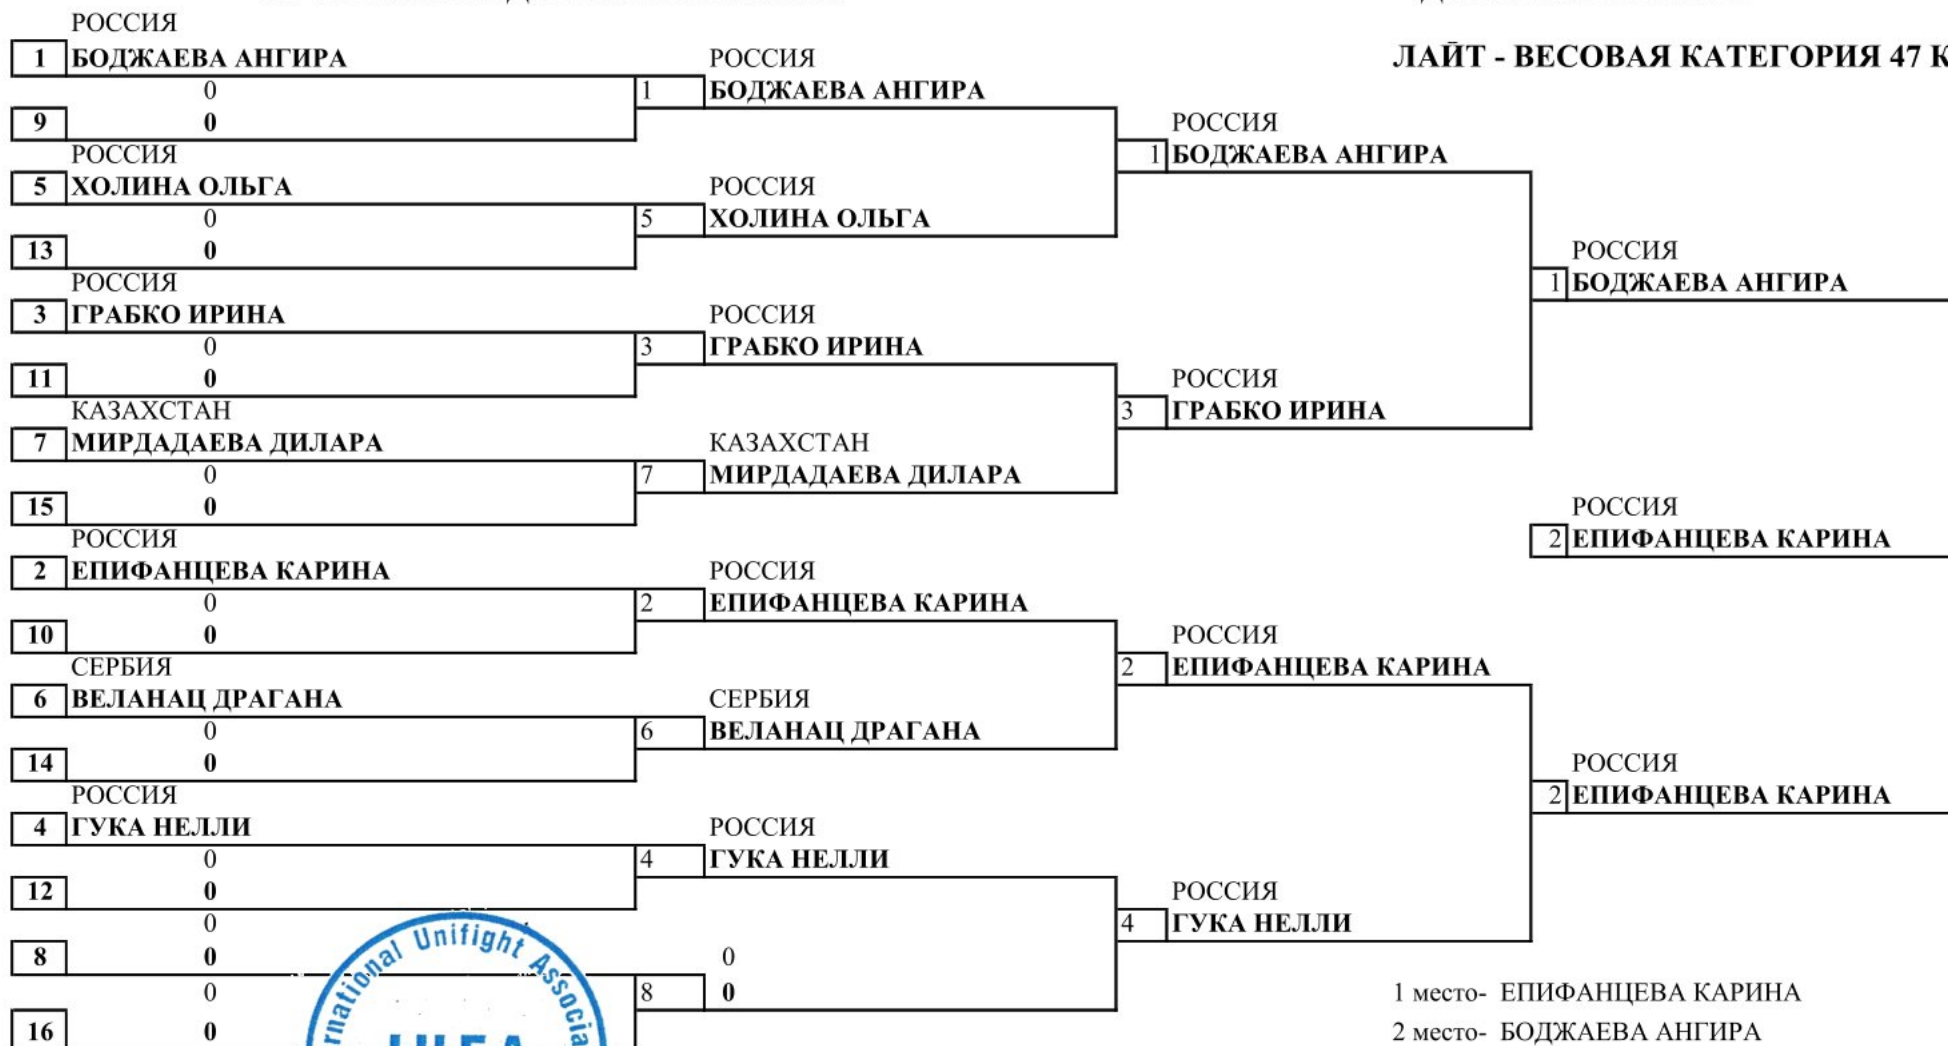 РОССИЯ
1 БОДЖАЕВА АНГИРА
0
9 0
РОССИЯ
5 ХОЛИНА ОЛЬГА
0
13 0
РОССИЯ
3 ГРАБКО ИРИНА
0
11 0
КАЗАХСТАН
7 МИРДАДАЕВА ДИЛАРА
0
15 0
РОССИЯ
2 ЕПИФАНЦЕВА КАРИНА
0
10 0
СЕРБИЯ
6 ВЕЛАНАЦ ДРАГАНА
0
14 0
РОССИЯ
4 ГУКА НЕЛЛИ
0
12 0
0
8 0
0
16 0
РОССИЯ
1 БОДЖАЕВА АНГИРА
РОССИЯ
5 ХОЛИНА ОЛЬГА
РОССИЯ
3 ГРАБКО ИРИНА
КАЗАХСТАН
7 МИРДАДАЕВА ДИЛАРА
РОССИЯ
2 ЕПИФАНЦЕВА КАРИНА
СЕРБИЯ
6 ВЕЛАНАЦ ДРАГАНА
РОССИЯ
4 ГУКА НЕЛЛИ
0
8 0
РОССИЯ
1 БОДЖАЕВА АНГИРА
РОССИЯ
3 ГРАБКО ИРИНА
РОССИЯ
2 ЕПИФАНЦЕВА КАРИНА
РОССИЯ
4 ГУКА НЕЛЛИ
ЛАЙТ - ВЕСОВАЯ КАТЕГОРИЯ 47 К
РОССИЯ
1 БОДЖАЕВА АНГИРА
РОССИЯ
2 ЕПИФАНЦЕВА КАРИНА
РОССИЯ
2 ЕПИФАНЦЕВА КАРИНА
1 место- ЕПИФАНЦЕВА КАРИНА
2 место- БОДЖАЕВА АНГИРА
rnational Unifight Associa